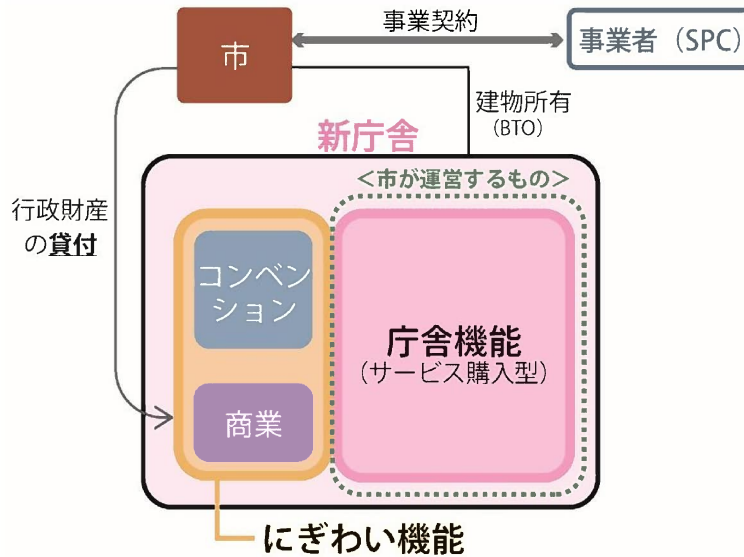 事業契約
市
事業者（SPC）
建物所有
（BTO）
新庁舎
＜市が運営するもの＞
行政財産
の貸付
コンベン
ション
庁舎機能
（サービス購入型）
商業
にぎわい機能